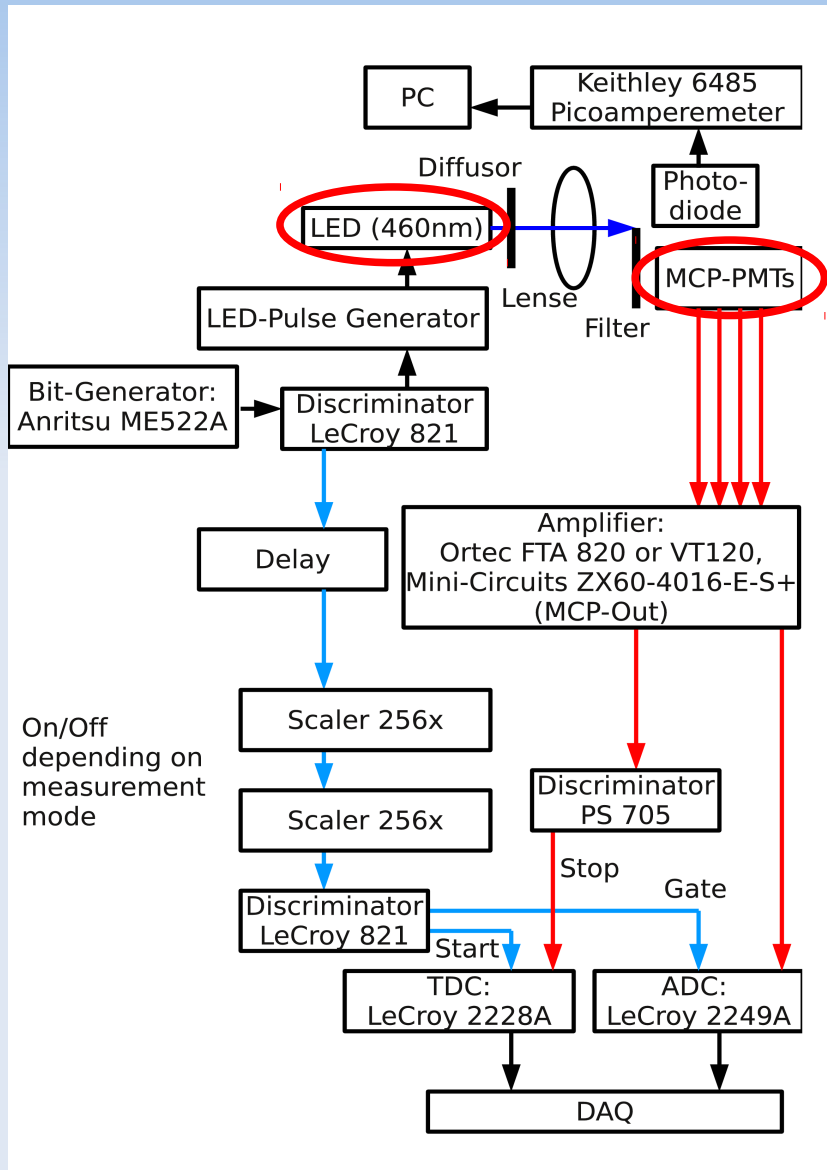 PC
Keithley 6485
Picoamperemeter
Diffusor
Photo-
diode
LED (460nm)
MCP-PMTs
Lense
Filter
LED-Pulse Generator
Bit-Generator:
Anritsu ME522A
Discriminator
LeCroy 821
Delay
Amplifier:
Ortec FTA 820 or VT120,
Mini-Circuits ZX60-4016-E-S+
(MCP-Out)
Scaler 256x
On/Off
depending on
measurement
mode
Scaler 256x
Discriminator
PS 705
Stop
Gate
Discriminator
LeCroy 821
Start
TDC:
LeCroy 2228A
ADC:
LeCroy 2249A
DAQ